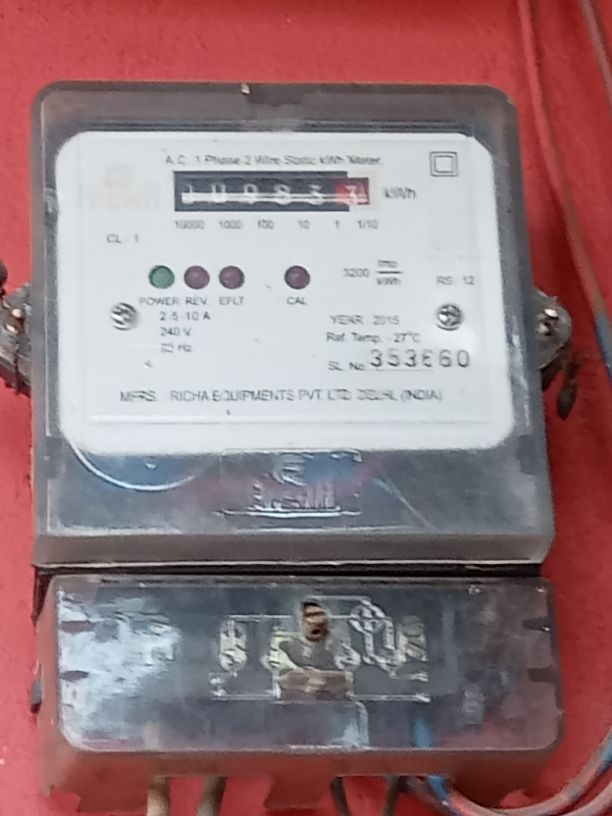 A.C. 1 Phase 2 Wire Static kWh Meter.
kWh
10000 1000 100 10 1 1/10
CL : 1
3200 imp/kWh
RS : 12
POWER REV. EFLT CAL
2.5-10 A
240 V.
YEAR : 2015
Ref. Temp. - 27°C
SL. No. 353660
MFRS. RICHA EQUIPMENTS PVT. LTD. DELHI, (INDIA)